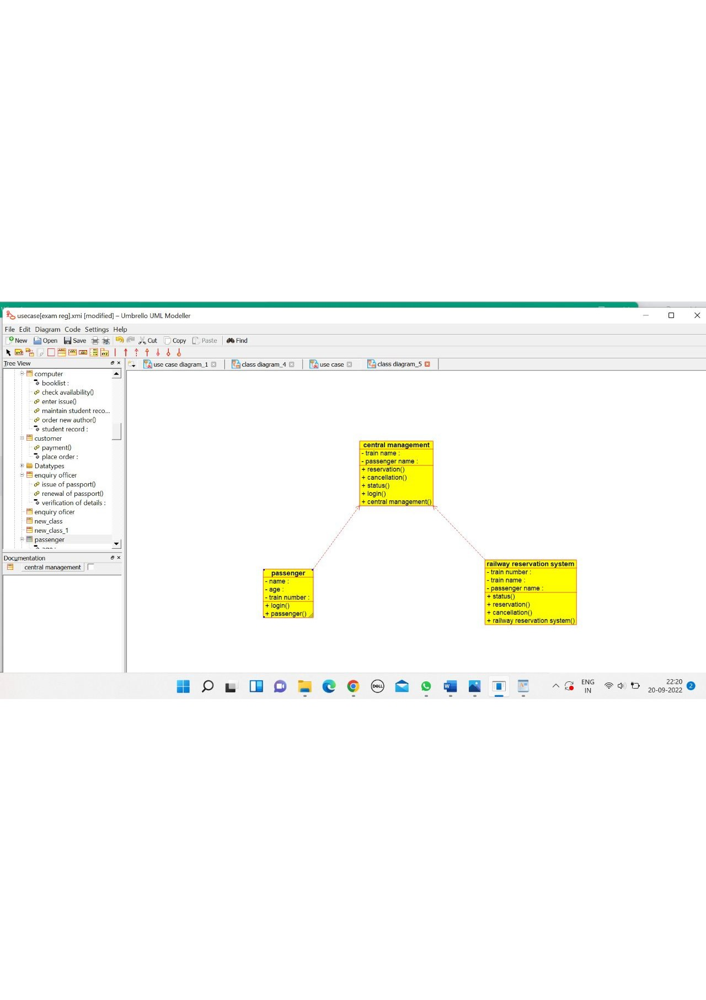 usecase[exam reg].xmi [modified] – Umbrello UML Modeller
File Edit Diagram Code Settings Help
New Open Save Cut Copy Paste Find
Tree View
use case diagram_1 class diagram_4 use case class diagram_5
computer
booklist :
check availability()
enter issue()
maintain student reco...
order new author()
student record :
customer
payment()
place order :
Datatypes
enquiry officer
issue of passport()
renewal of passport()
verification of details :
enquiry oficer
new_class
new_class_1
passenger
Documentation
central management
central management
- train name :
- passenger name :
+ reservation()
+ cancellation()
+ status()
+ login()
+ central management()
passenger
- name :
- age :
- train number :
+ login()
+ passenger()
railway reservation system
- train number :
- train name :
- passenger name :
+ status()
+ reservation()
+ cancellation()
+ railway reservation system()
DELL
ENG
IN
22:20
20-09-2022
2